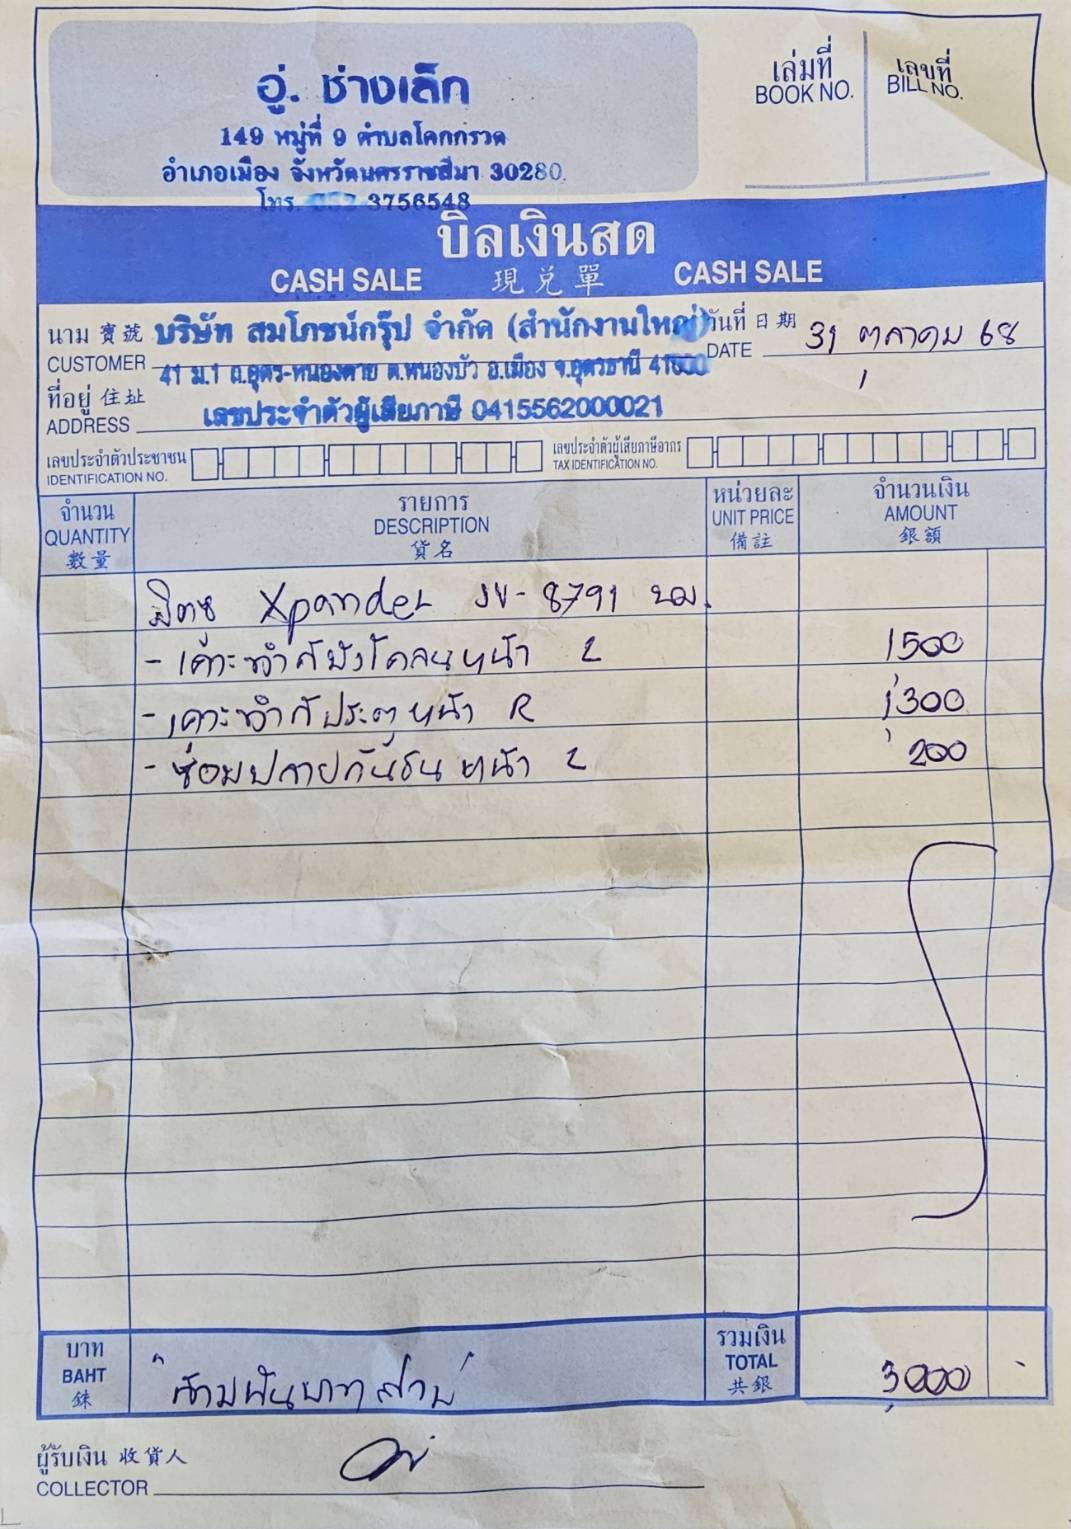 อู่. ช่างเล็ก
149 หมู่ที่ 9 ตำบลโคกกรวด
อำเภอเมือง จังหวัดนครราชสีมา 30280
โทร. 3756548
เล่มที่
BOOK NO.
เลขที่
BILL NO.
บิลเงินสด
CASH SALE 現兌單 CASH SALE
นาม 寶號 บริษัท สมโภชน์กรุ๊ป จำกัด (สำนักงานใหญ่)
CUSTOMER
วันที่ 日期 31 ตุลาคม 68
DATE
41 ม.1 ถ.อุดร-หนองตาย ต.หนองบัว อ.เมือง จ.อุดรธานี 41000
ที่อยู่ 住址
ADDRESS
เลขประจำตัวผู้เสียภาษี 0415562000021
เลขประจำตัวประชาชน
IDENTIFICATION NO.
เลขประจำตัวผู้เสียภาษีอากร
TAX IDENTIFICATION NO.
จำนวน
QUANTITY
數量
รายการ
DESCRIPTION
貨名
หน่วยละ
UNIT PRICE
備註
จำนวนเงิน
AMOUNT
銀額
Xpander 8791 นม.
- เคาะทำสีบังโคลนหน้า L 1,500
- เคาะทำสีประตูหน้า R 1,300
- ซ่อมปลายกันชนหน้า L 200
บาท
BAHT
銖
"สามพันบาทถ้วน"
รวมเงิน
TOTAL
共銀
3,000 -
ผู้รับเงิน 收貨人
COLLECTOR